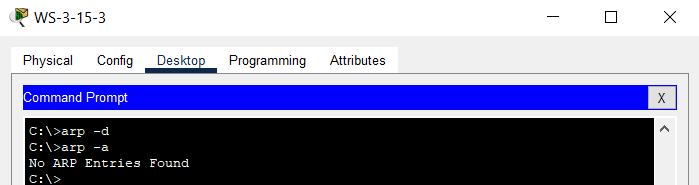 WS-3-15-3
Physical Config Desktop Programming Attributes
Command Prompt X
C:\>arp -d
C:\>arp -a
No ARP Entries Found
C:\>